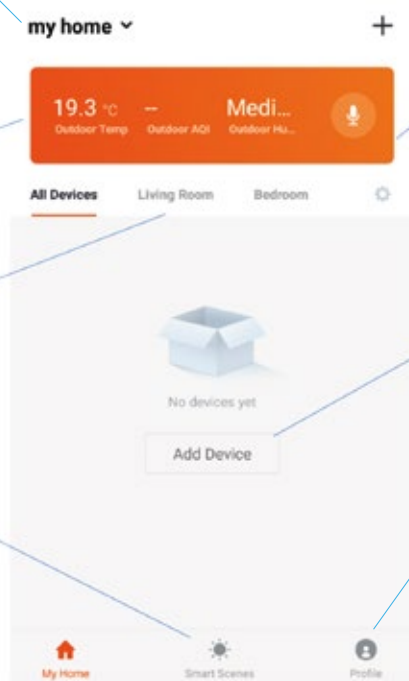 my home
+
19.3 °C -- Medi...
Outdoor Temp Outdoor AQI Outdoor Hu...
All Devices Living Room Bedroom
No devices yet
Add Device
My Home Smart Scenes Profile